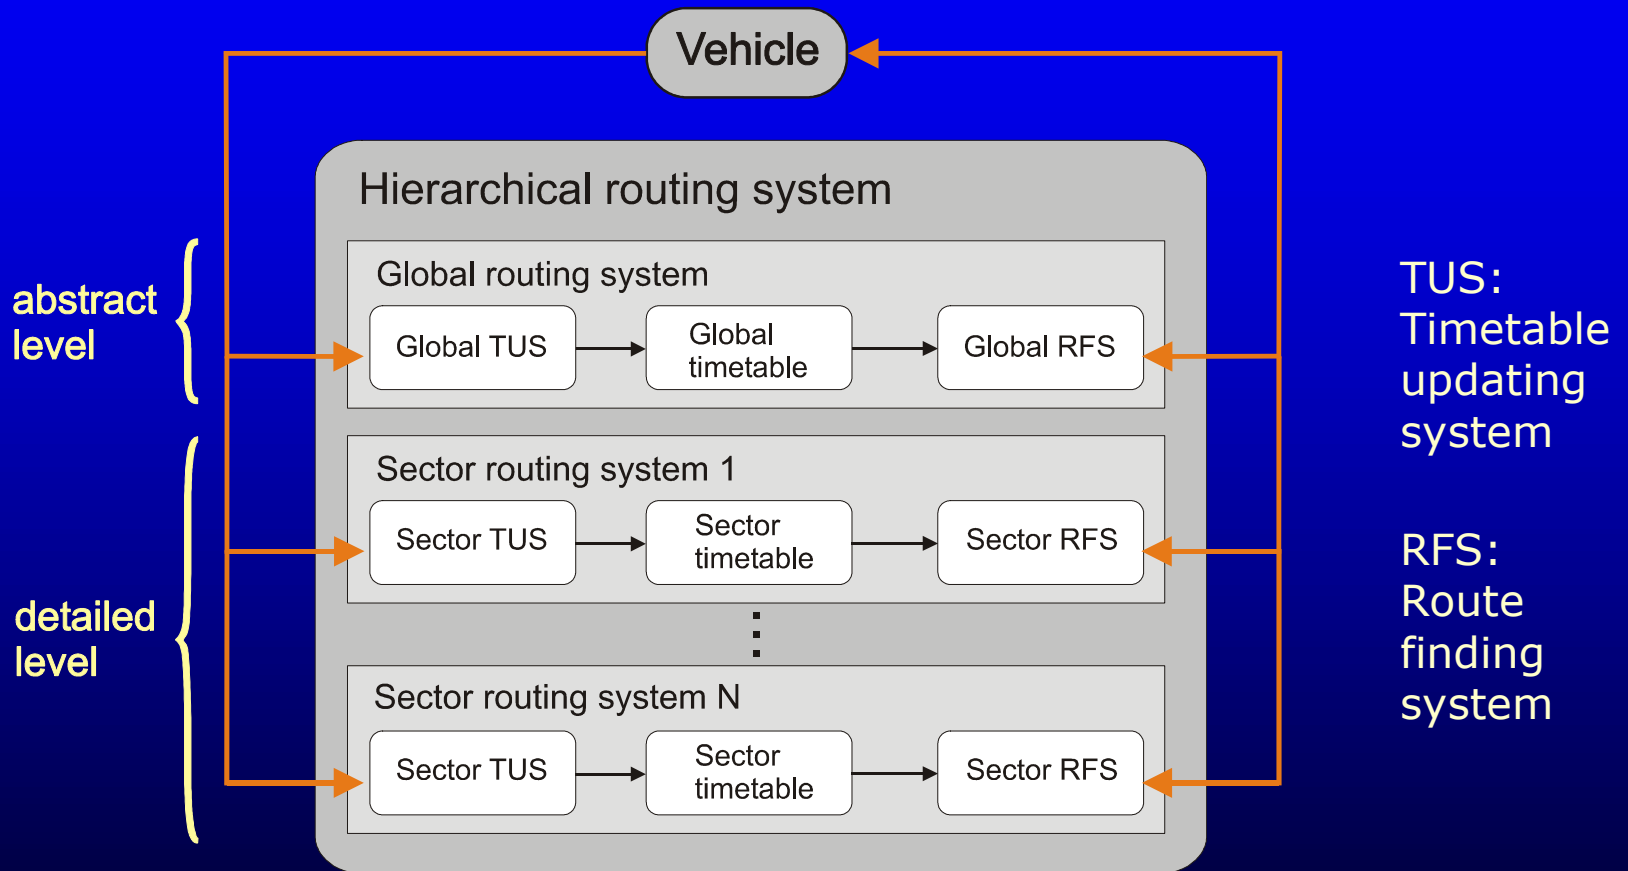 Vehicle
Hierarchical routing system
abstract
level
Global routing system
Global TUS
Global
timetable
Global RFS
detailed
level
Sector routing system 1
Sector TUS
Sector
timetable
Sector RFS
Sector routing system N
Sector TUS
Sector
timetable
Sector RFS
TUS:
Timetable
updating
system
RFS:
Route
finding
system